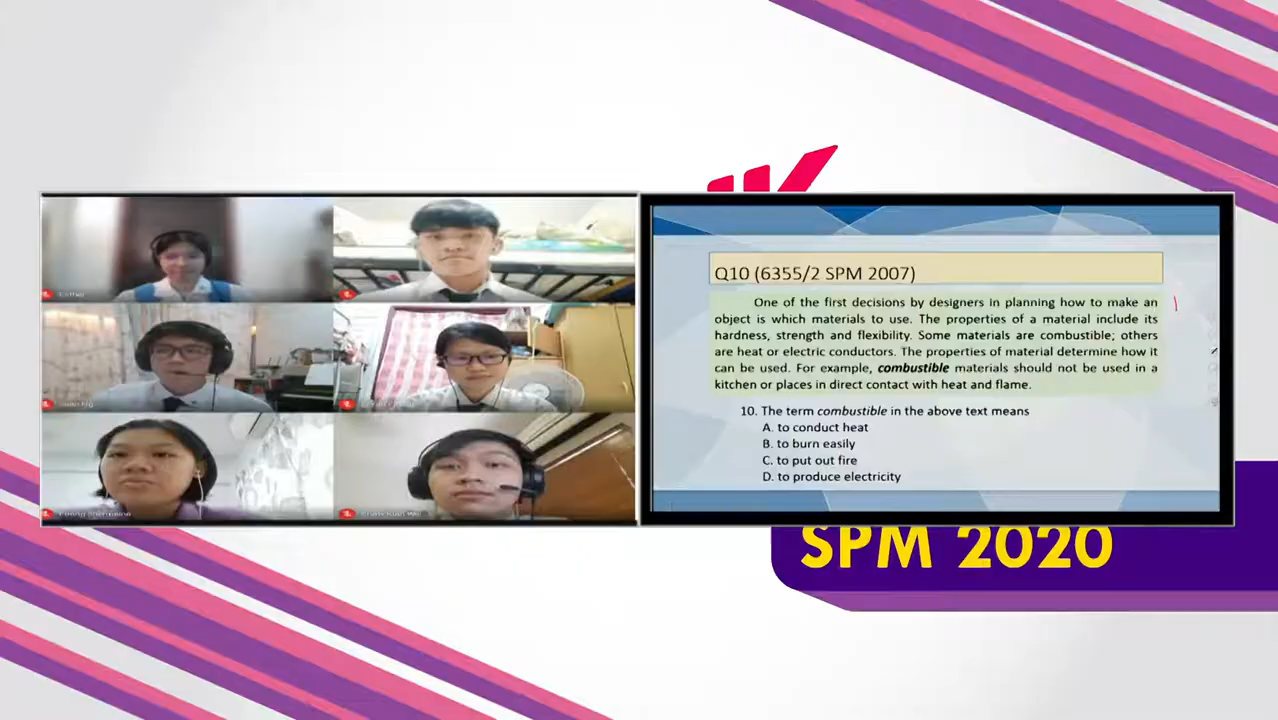 Q10 (6355/2 SPM 2007)
One of the first decisions by designers in planning how to make an
object is which materials to use. The properties of a material include its
hardness, strength and flexibility. Some materials are combustible; others
are heat or electric conductors. The properties of material determine how it
can be used. For example, combustible materials should not be used in a
kitchen or places in direct contact with heat and flame.
10. The term combustible in the above text means
A. to conduct heat
B. to burn easily
C. to put out fire
D. to produce electricity
SPM 2020